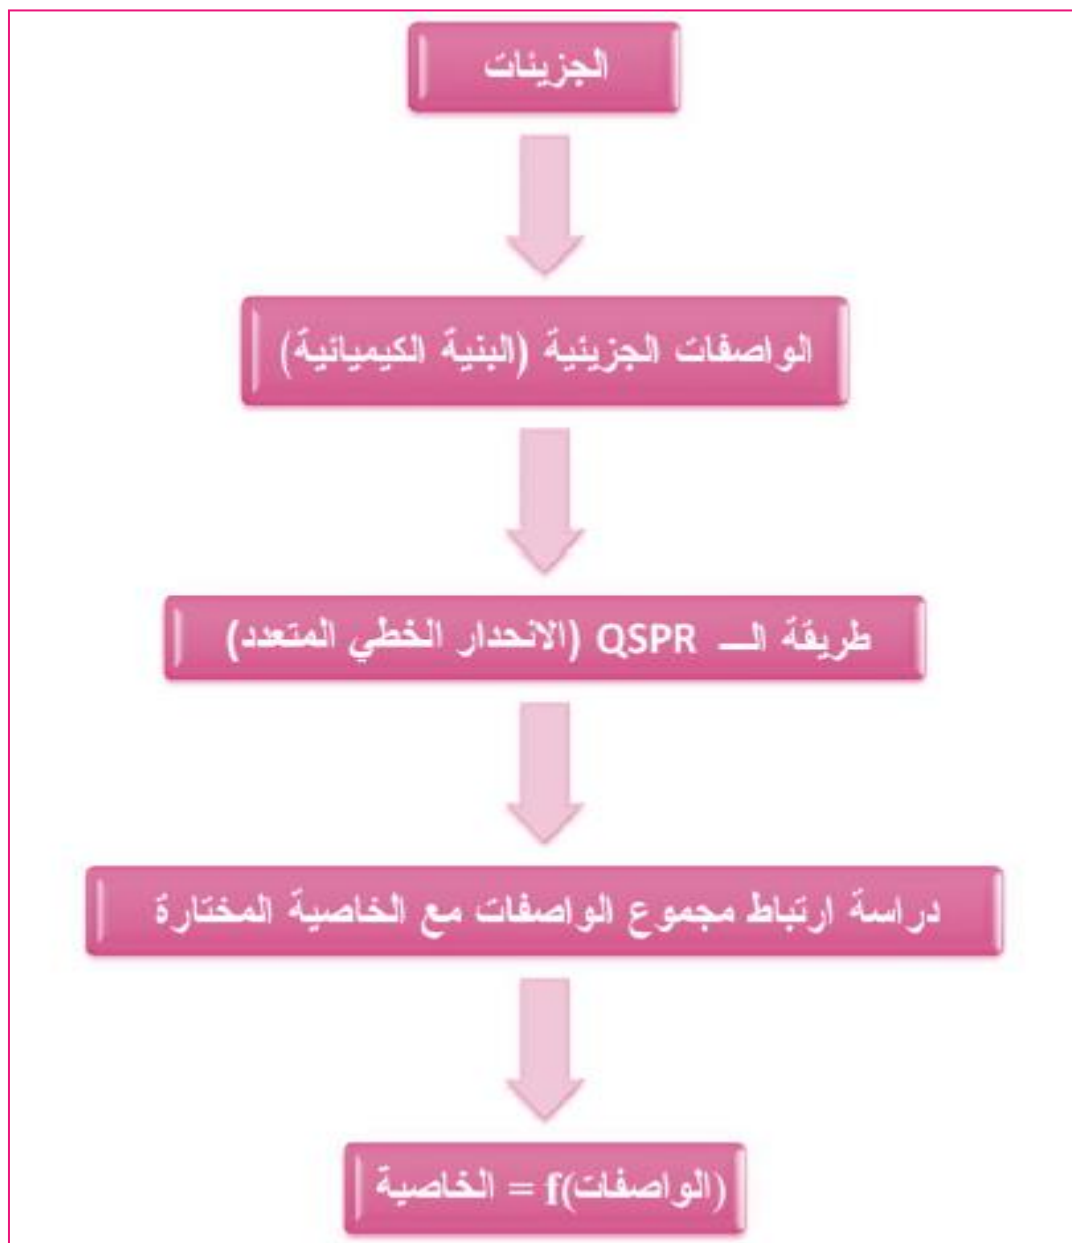 الجزيئات
الواصفات الجزيئية (البنية الكيميائية)
طريقة الـــ QSPR (الانحدار الخطي المتعدد)
دراسة ارتباط مجموع الواصفات مع الخاصية المختارة
الخاصية = f(الواصفات)